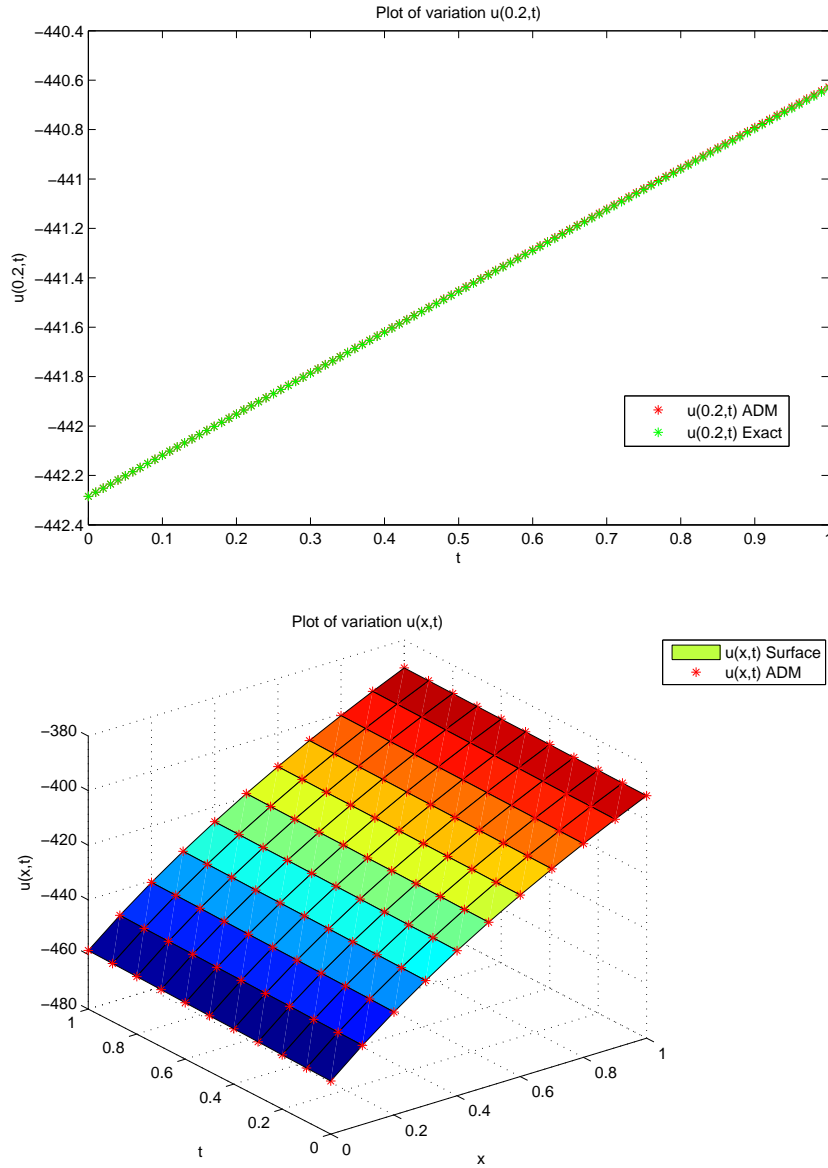 Plot of variation u(0.2,t)
−440.4
−440.6
−440.8
−441
−441.2
−441.4
−441.6
−441.8
−442
−442.2
−442.4
u(0.2,t)
u(0.2,t) ADM
u(0.2,t) Exact
0 0.1 0.2 0.3 0.4 0.5 0.6 0.7 0.8 0.9 1
t
Plot of variation u(x,t)
u(x,t) Surface
u(x,t) ADM
−380
−400
−420
−440
−460
−480
u(x,t)
1 0.8 0.6 0.4 0.2 0
t
0 0.2 0.4 0.6 0.8 1
x